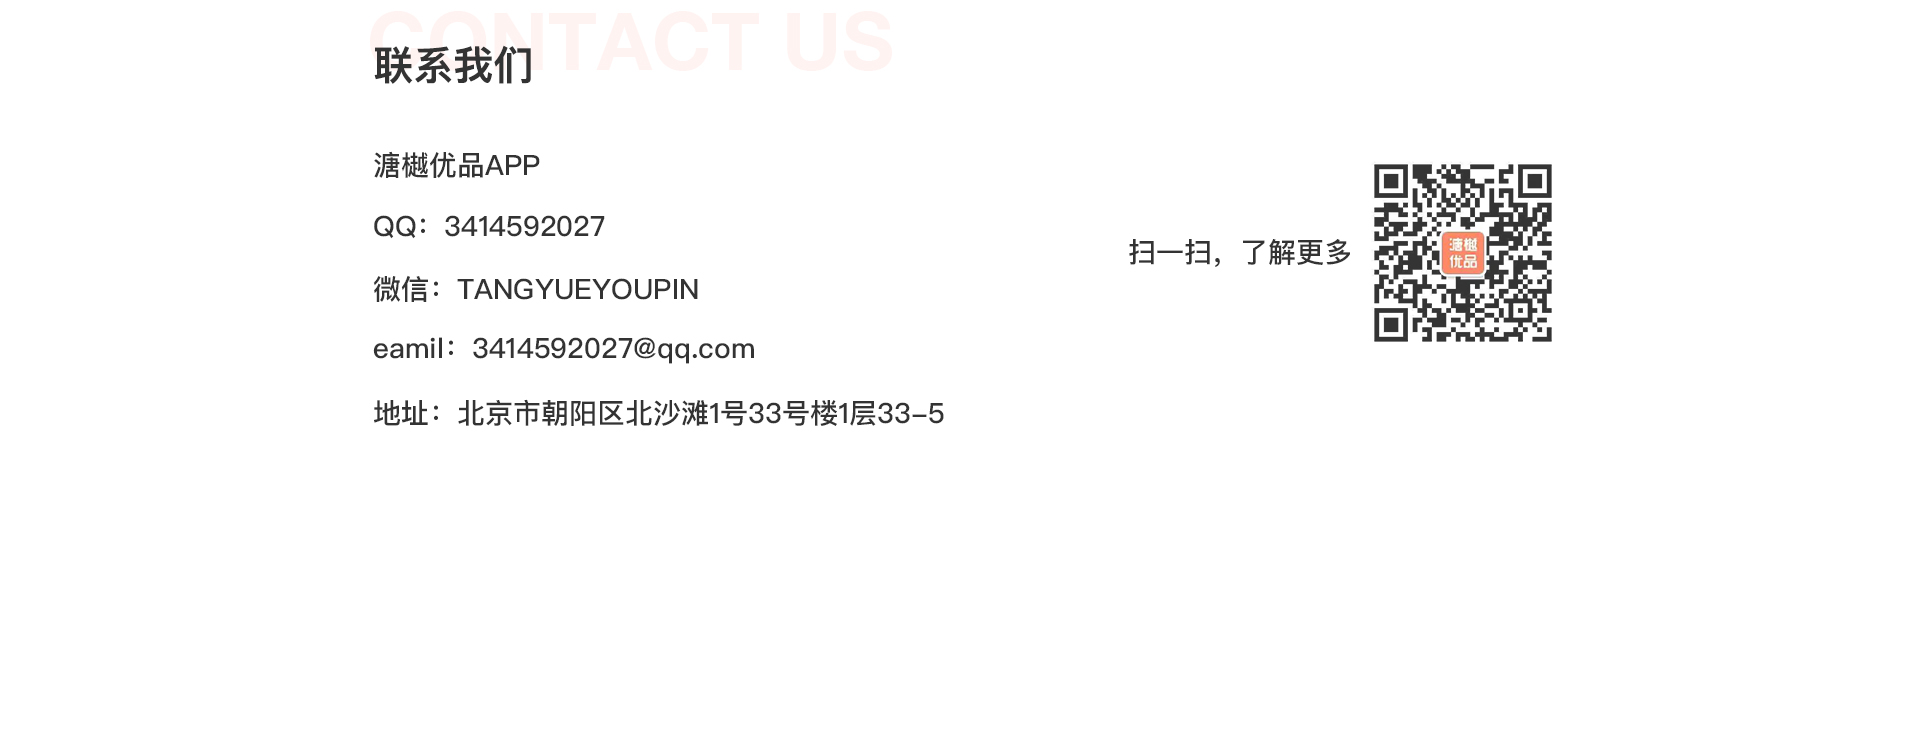 CONTACT US
联系我们
溏樾优品APP
QQ：3414592027
微信：TANGYUEYOUPIN
eamil：3414592027@qq.com
地址：北京市朝阳区北沙滩1号33号楼1层33-5
扫一扫，了解更多
溏樾
优品